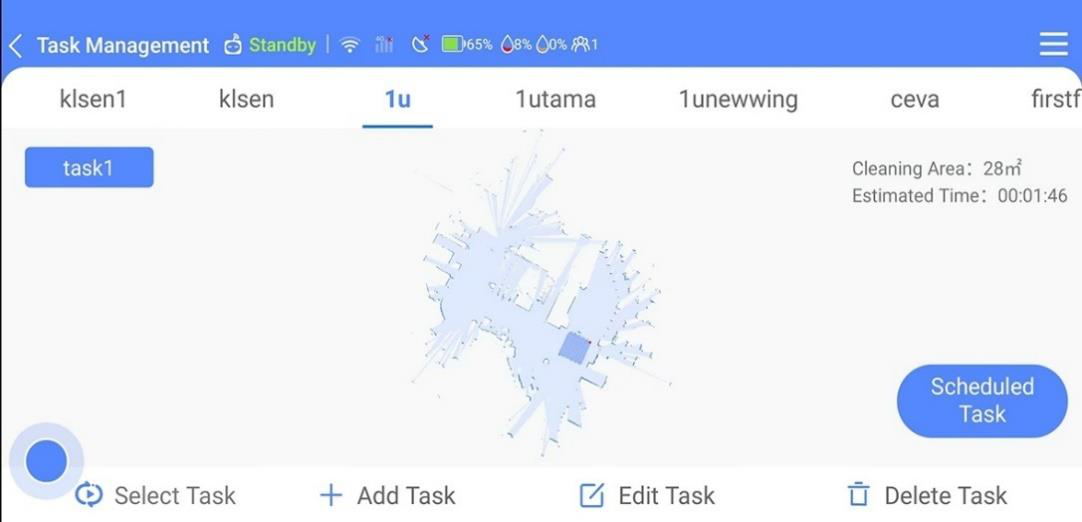 Task Management Standby 65% 8% 0% 1
klsen1 klsen 1u 1utama 1unewwing ceva firstf
task1
Cleaning Area: 28㎡
Estimated Time: 00:01:46
Scheduled
Task
Select Task Add Task Edit Task Delete Task